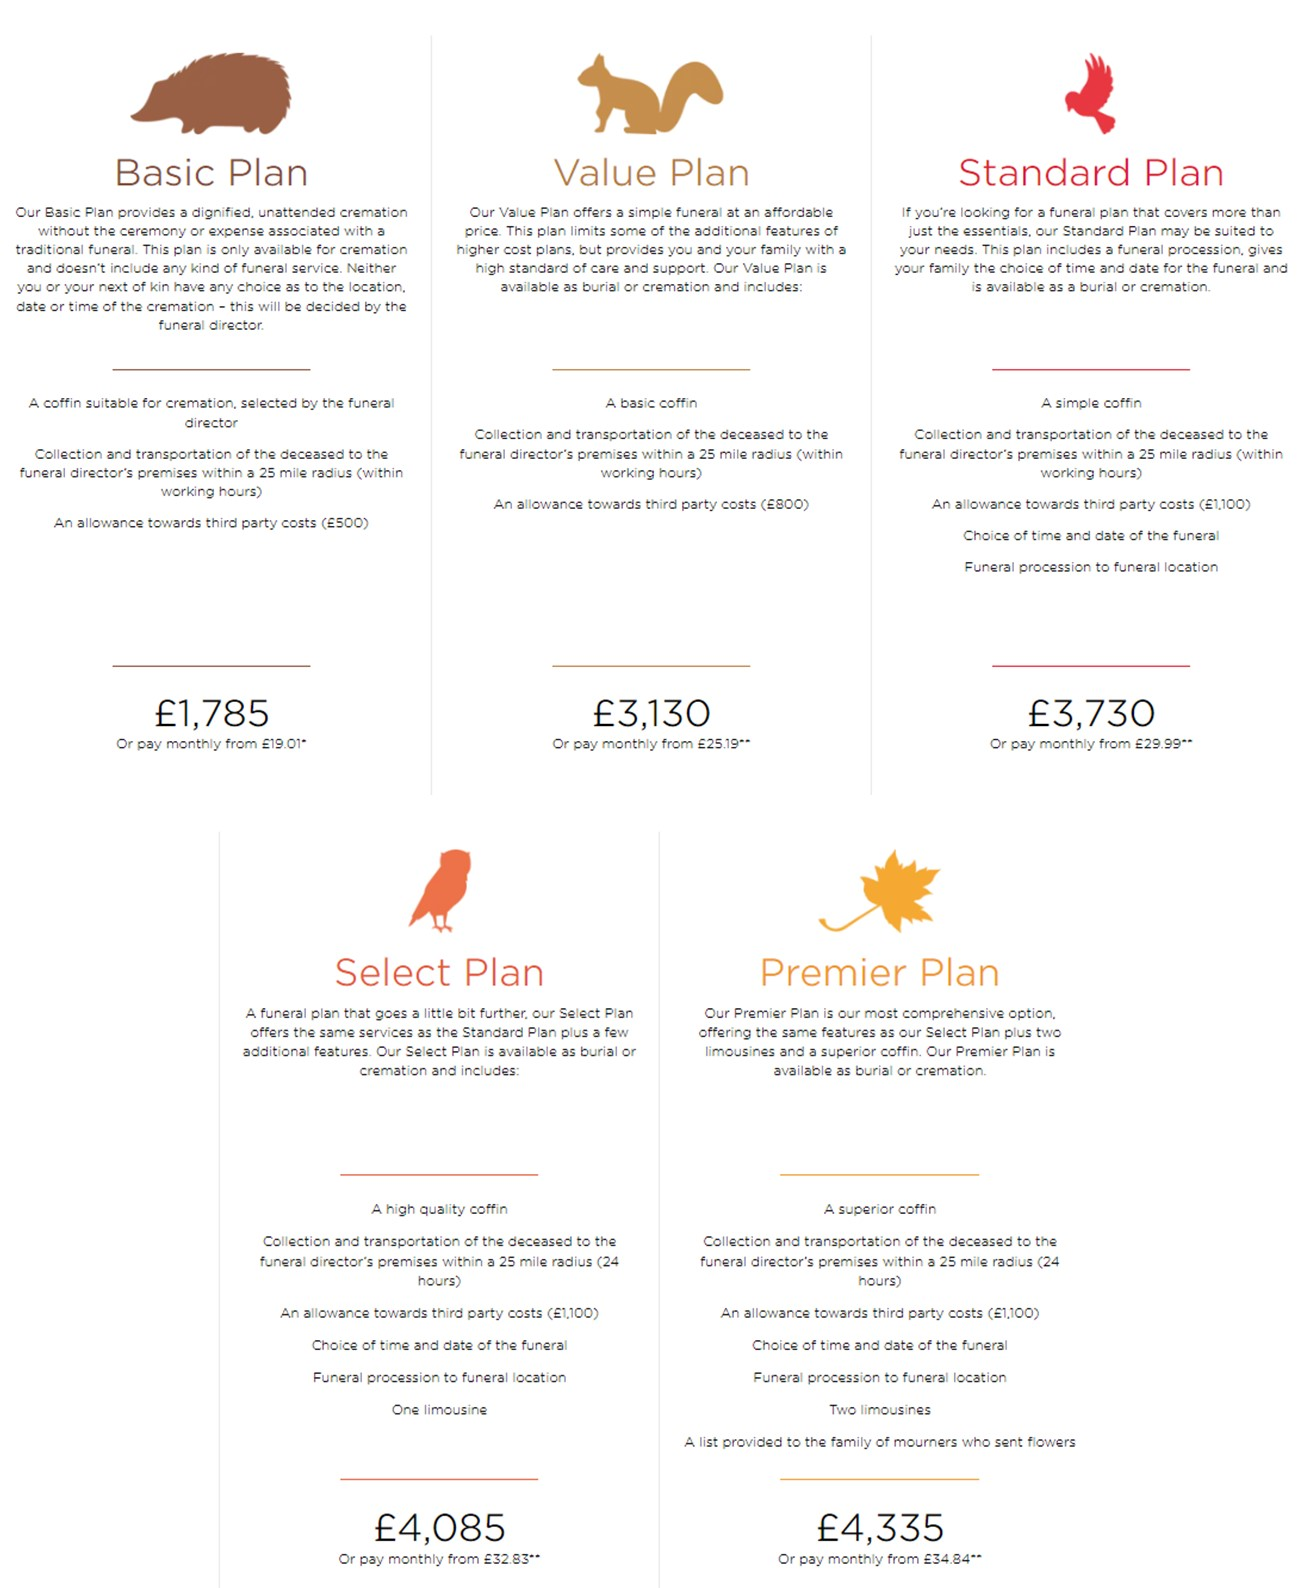 Basic Plan
Our Basic Plan provides a dignified, unattended cremation
without the ceremony or expense associated with a
traditional funeral. This plan is only available for cremation
and doesn't include any kind of funeral service. Neither
you or your next of kin have any choice as to the location,
date or time of the cremation – this will be decided by the
funeral director.
A coffin suitable for cremation, selected by the funeral
director
Collection and transportation of the deceased to the
funeral director's premises within a 25 mile radius (within
working hours)
An allowance towards third party costs (£500)
£1,785
Or pay monthly from £19.01*
Value Plan
Our Value Plan offers a simple funeral at an affordable
price. This plan limits some of the additional features of
higher cost plans, but provides you and your family with a
high standard of care and support. Our Value Plan is
available as burial or cremation and includes:
A basic coffin
Collection and transportation of the deceased to the
funeral director's premises within a 25 mile radius (within
working hours)
An allowance towards third party costs (£800)
£3,130
Or pay monthly from £25.19**
Standard Plan
If you're looking for a funeral plan that covers more than
just the essentials, our Standard Plan may be suited to
your needs. This plan includes a funeral procession, gives
your family the choice of time and date for the funeral and
is available as a burial or cremation.
A simple coffin
Collection and transportation of the deceased to the
funeral director's premises within a 25 mile radius (within
working hours)
An allowance towards third party costs (£1,100)
Choice of time and date of the funeral
Funeral procession to funeral location
£3,730
Or pay monthly from £29.99**
Select Plan
A funeral plan that goes a little bit further, our Select Plan
offers the same services as the Standard Plan plus a few
additional features. Our Select Plan is available as burial or
cremation and includes:
A high quality coffin
Collection and transportation of the deceased to the
funeral director's premises within a 25 mile radius (24
hours)
An allowance towards third party costs (£1,100)
Choice of time and date of the funeral
Funeral procession to funeral location
One limousine
£4,085
Or pay monthly from £32.83**
Premier Plan
Our Premier Plan is our most comprehensive option,
offering the same features as our Select Plan plus two
limousines and a superior coffin. Our Premier Plan is
available as burial or cremation.
A superior coffin
Collection and transportation of the deceased to the
funeral director's premises within a 25 mile radius (24
hours)
An allowance towards third party costs (£1,100)
Choice of time and date of the funeral
Funeral procession to funeral location
Two limousines
A list provided to the family of mourners who sent flowers
£4,335
Or pay monthly from £34.84**